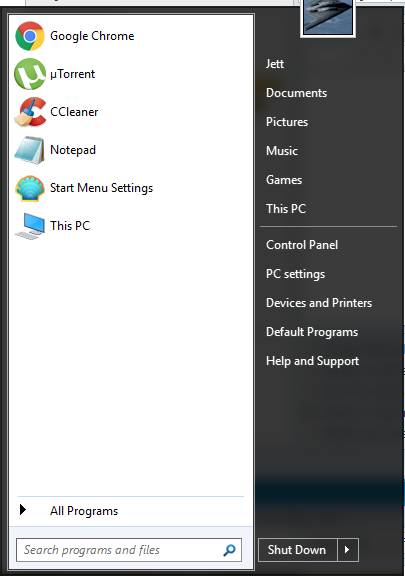 Google Chrome
µTorrent
CCleaner
Notepad
Start Menu Settings
This PC
All Programs
Search programs and files
Jett
Documents
Pictures
Music
Games
This PC
Control Panel
PC settings
Devices and Printers
Default Programs
Help and Support
Shut Down